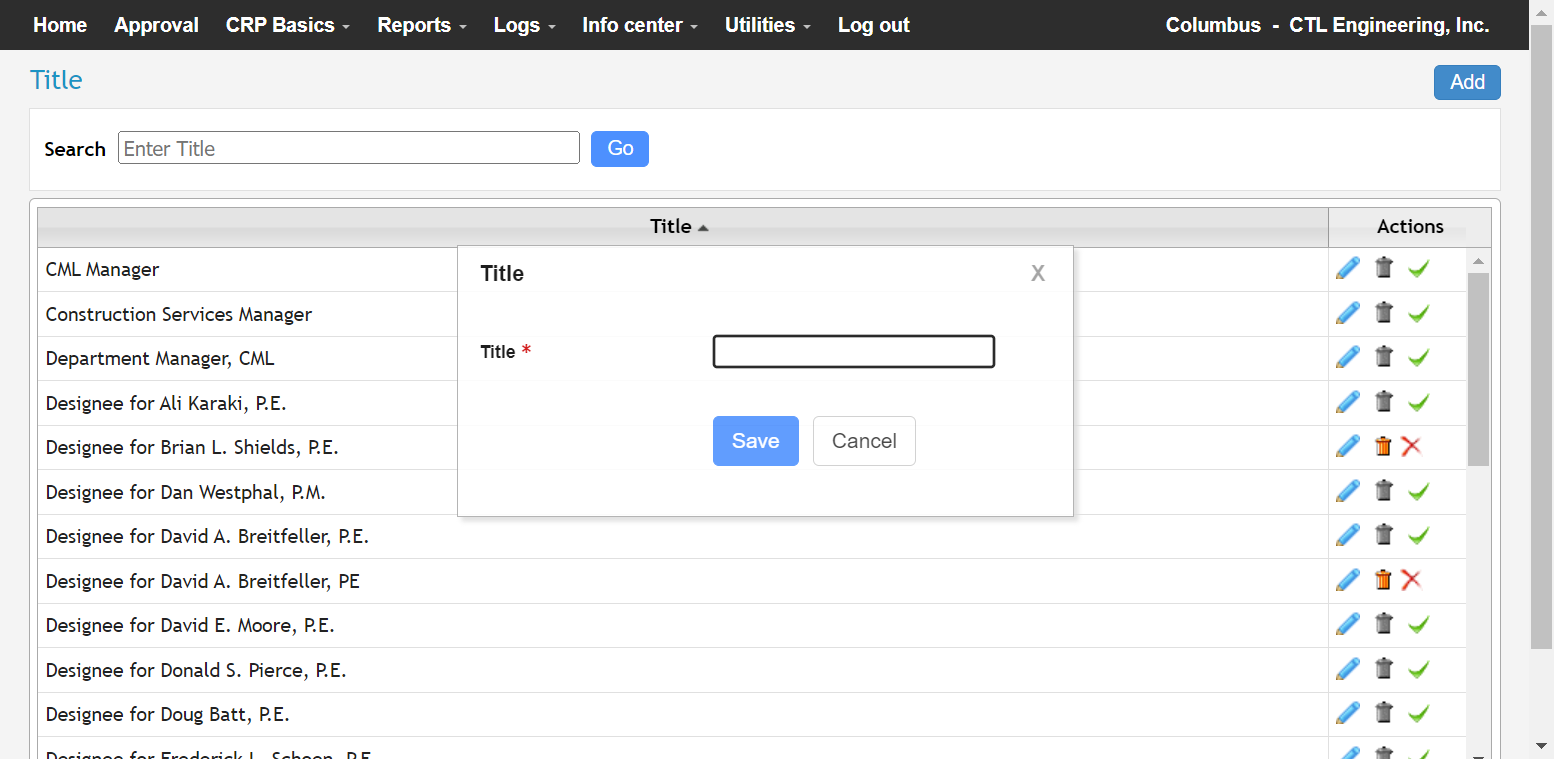 Home Approval CRP Basics Reports Logs Info center Utilities Log out Columbus - CTL Engineering, Inc.
Title Add
Search Enter Title Go
Title Actions
CML Manager
Title X
Construction Services Manager
Department Manager, CML
Title *
Designee for Ali Karaki, P.E.
Designee for Brian L. Shields, P.E.
Save Cancel
Designee for Dan Westphal, P.M.
Designee for David A. Breitfeller, P.E.
Designee for David A. Breitfeller, PE
Designee for David E. Moore, P.E.
Designee for Donald S. Pierce, P.E.
Designee for Doug Batt, P.E.
Designee for Frederick L.